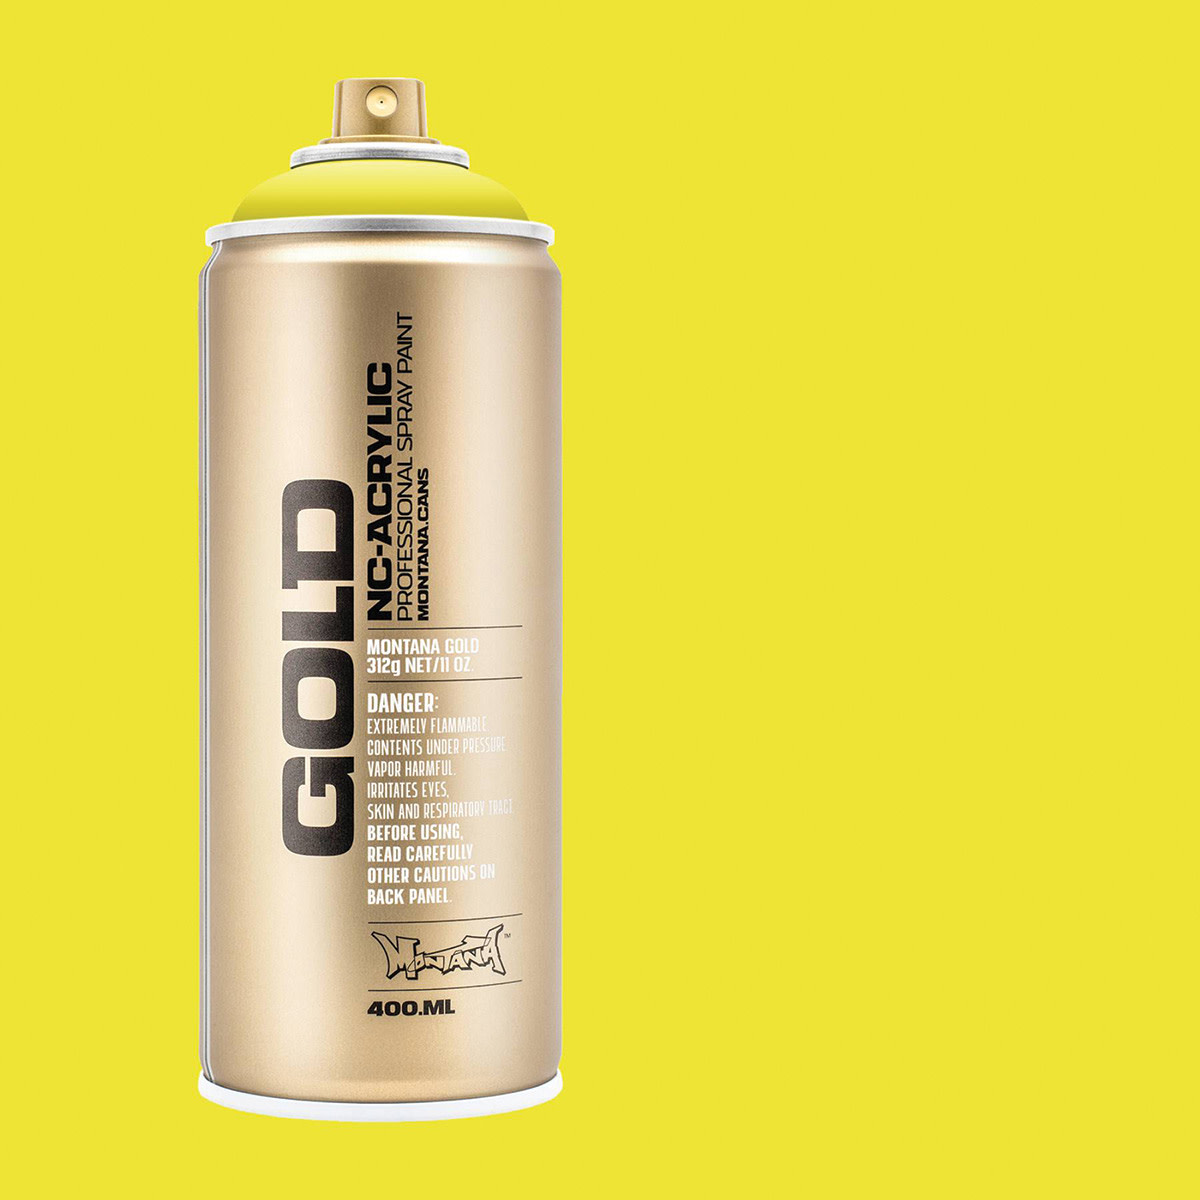 GOLD
NC-ACRYLIC
PROFESSIONAL SPRAY PAINT
MONTANA.CANS
MONTANA GOLD
312g NET/11 OZ.
DANGER:
EXTREMELY FLAMMABLE.
CONTENTS UNDER PRESSURE.
VAPOR HARMFUL.
IRRITATES EYES,
SKIN AND RESPIRATORY TRACT.
BEFORE USING,
READ CAREFULLY
OTHER CAUTIONS ON
BACK PANEL.
MONTANA™
400.ML